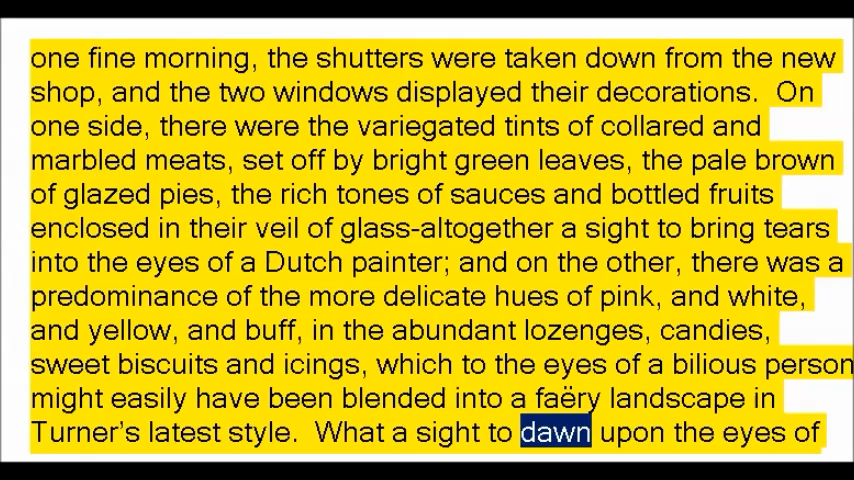 one fine morning, the shutters were taken down from the new
shop, and the two windows displayed their decorations.  On
one side, there were the variegated tints of collared and
marbled meats, set off by bright green leaves, the pale brown
of glazed pies, the rich tones of sauces and bottled fruits
enclosed in their veil of glass-altogether a sight to bring tears
into the eyes of a Dutch painter; and on the other, there was a
predominance of the more delicate hues of pink, and white,
and yellow, and buff, in the abundant lozenges, candies,
sweet biscuits and icings, which to the eyes of a bilious person
might easily have been blended into a faëry landscape in
Turner’s latest style.  What a sight to dawn upon the eyes of